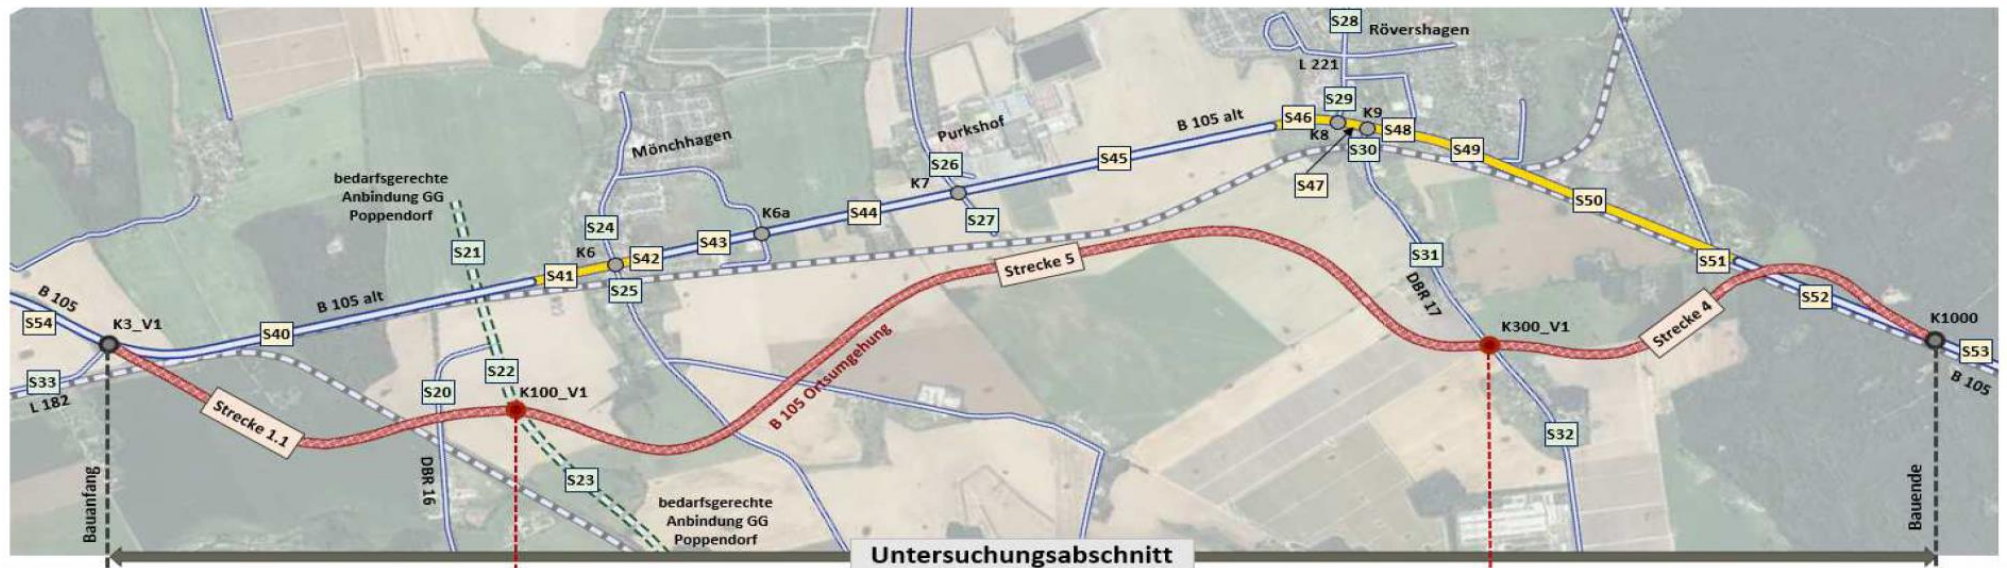 S28
Rövershagen
L 221
S29
K9
S46
K8
S48
B 105 alt
S30
S49
S47
Purkshof
S26
S45
K7
S27
S44
Mönchhagen
K6a
S43
S24
K6
S42
S41
S25
bedarfsgerechte
Anbindung GG
Poppendorf
S21
B 105 alt
S40
B 105
S54
K3_V1
S33
L 182
Strecke 1.1
S20
S22
K100_V1
DBR 16
S23
bedarfsgerechte
Anbindung GG
Poppendorf
B 105 Ortsumgehung
Strecke 5
S31
DBR 17
K300_V1
S32
S50
S51
S52
Strecke 4
K1000
S53
B 105
Bauanfang
Bauende
Untersuchungsabschnitt